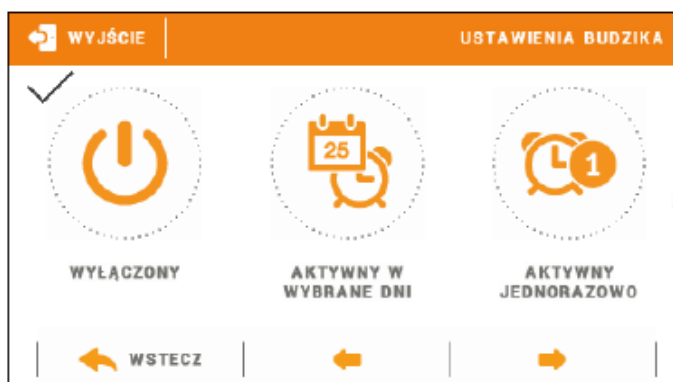 WYJŚCIE
USTAWIENIA BUDZIKA
25
1
WYŁĄCZONY
AKTYWNY W
WYBRANE DNI
AKTYWNY
JEDNORAZOWO
WSTECZ